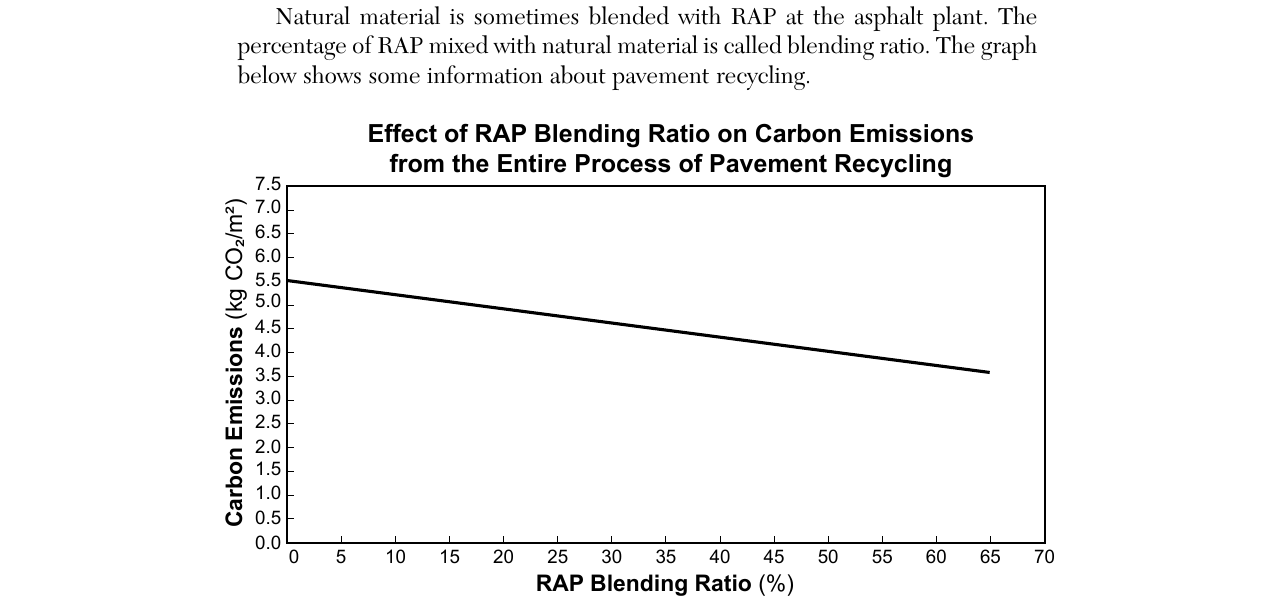 Natural material is sometimes blended with RAP at the asphalt plant. The
percentage of RAP mixed with natural material is called blending ratio. The graph
below shows some information about pavement recycling.
Effect of RAP Blending Ratio on Carbon Emissions
from the Entire Process of Pavement Recycling
Carbon Emissions (kg CO₂/m²)
7.5
7.0
6.5
6.0
5.5
5.0
4.5
4.0
3.5
3.0
2.5
2.0
1.5
1.0
0.5
0.0
0 5 10 15 20 25 30 35 40 45 50 55 60 65 70
RAP Blending Ratio (%)